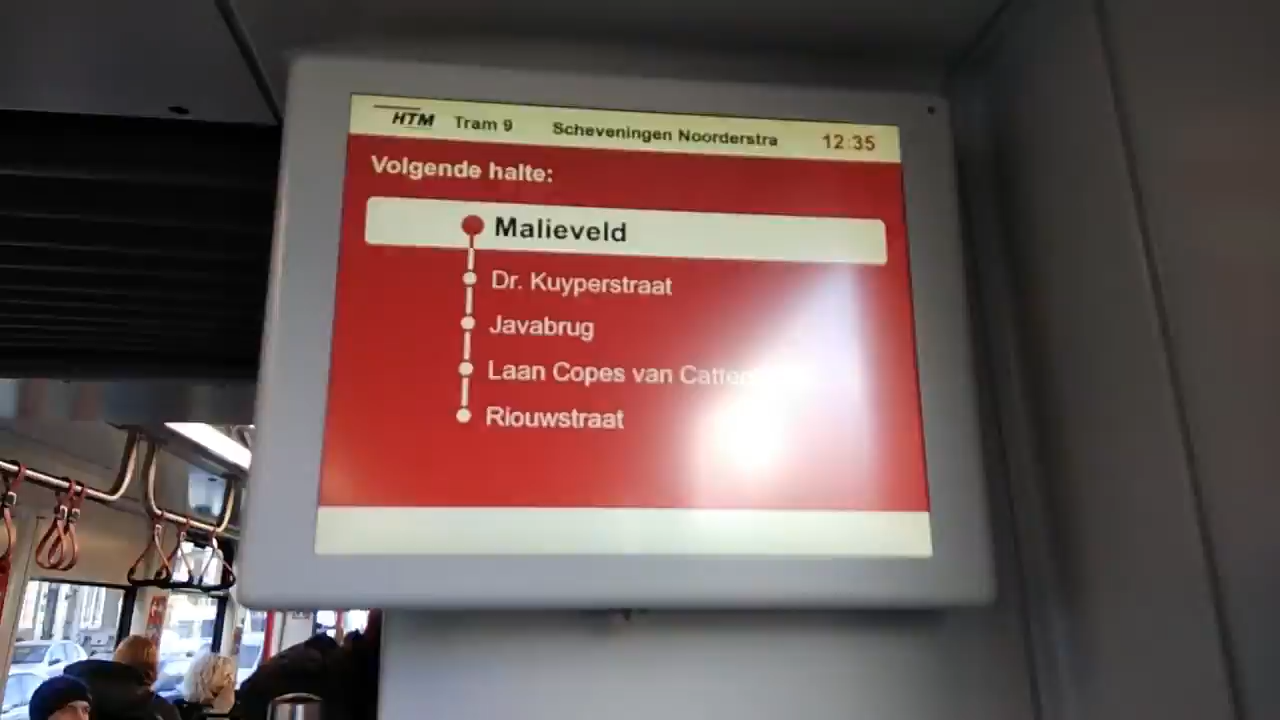 HTM Tram 9 Scheveningen Noorderstra 12:35
Volgende halte:
Malieveld
Dr. Kuyperstraat
Javabrug
Laan Copes van
Riouwstraat